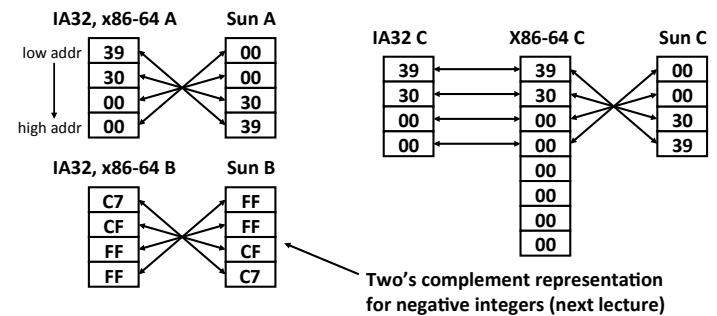 IA32, x86-64 A
Sun A
low addr
39
00
30
00
00
30
high addr
00
39
IA32, x86-64 B
Sun B
C7
FF
CF
FF
FF
CF
FF
C7
IA32 C
X86-64 C
Sun C
39
39
00
30
30
00
00
00
30
00
00
39
00
00
00
00
Two's complement representation
for negative integers (next lecture)